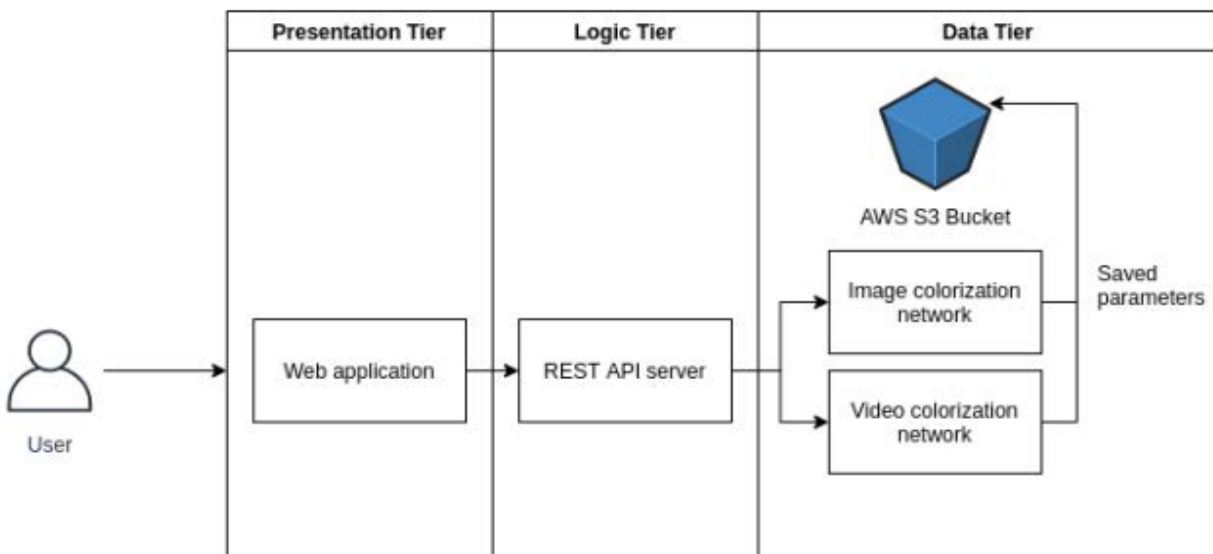 Presentation Tier
Logic Tier
Data Tier
AWS S3 Bucket
Image colorization
network
Saved
parameters
Web application
REST API server
Video colorization
network
User